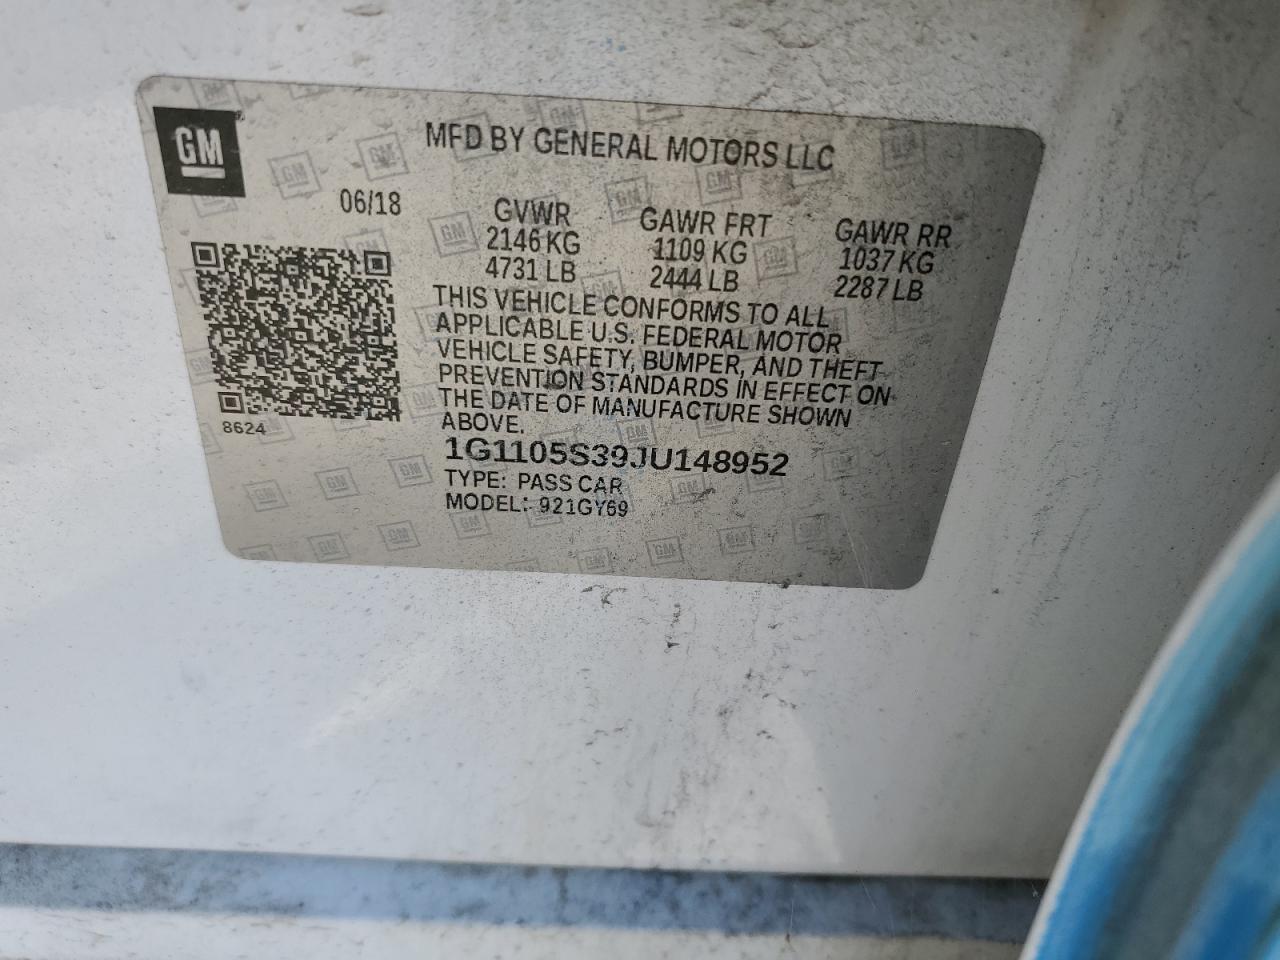 GM
MFD BY GENERAL MOTORS LLC
06/18
GVWR GAWR FRT GAWR RR
2146 KG 1109 KG 1037 KG
4731 LB 2444 LB 2287 LB
THIS VEHICLE CONFORMS TO ALL
APPLICABLE U.S. FEDERAL MOTOR
VEHICLE SAFETY, BUMPER, AND THEFT
PREVENTION STANDARDS IN EFFECT ON
THE DATE OF MANUFACTURE SHOWN
ABOVE.
8624
1G1105S39JU148952
TYPE: PASS CAR
MODEL: 921GY69